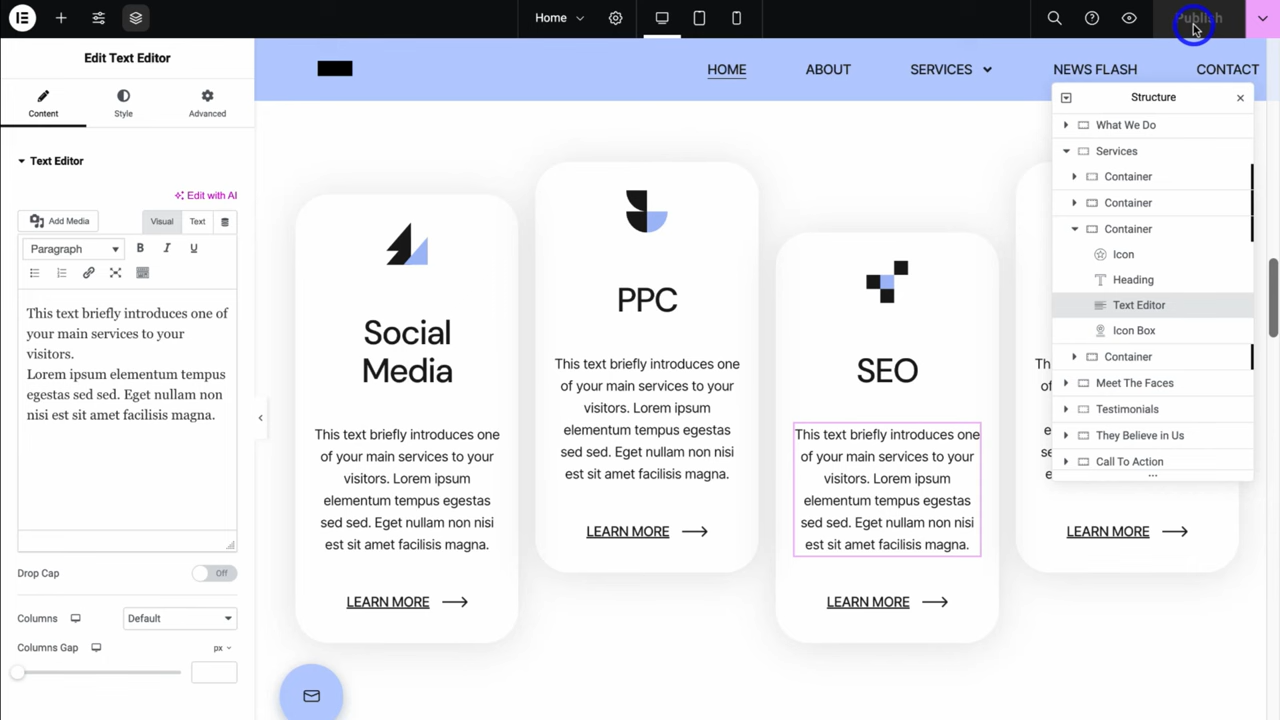 Home
Publish
Edit Text Editor
Content
Style
Advanced
Text Editor
Edit with AI
Add Media
Visual
Text
Paragraph
B
I
U
This text briefly introduces one of
your main services to your
visitors.
Lorem ipsum elementum tempus
egestas sed sed. Eget nullam non
nisi est sit amet facilisis magna.
Drop Cap
Off
Columns
Default
Columns Gap
px
HOME
ABOUT
SERVICES
NEWS FLASH
CONTACT
Social
Media
This text briefly introduces one
of your main services to your
visitors. Lorem ipsum
elementum tempus egestas
sed sed. Eget nullam non nisi
est sit amet facilisis magna.
LEARN MORE
PPC
This text briefly introduces one
of your main services to your
visitors. Lorem ipsum
elementum tempus egestas
sed sed. Eget nullam non nisi
est sit amet facilisis magna.
LEARN MORE
SEO
This text briefly introduces one
of your main services to your
visitors. Lorem ipsum
elementum tempus egestas
sed sed. Eget nullam non nisi
est sit amet facilisis magna.
LEARN MORE
LEARN MORE
Structure
What We Do
Services
Container
Container
Container
Icon
Heading
Text Editor
Icon Box
Container
Meet The Faces
Testimonials
They Believe in Us
Call To Action